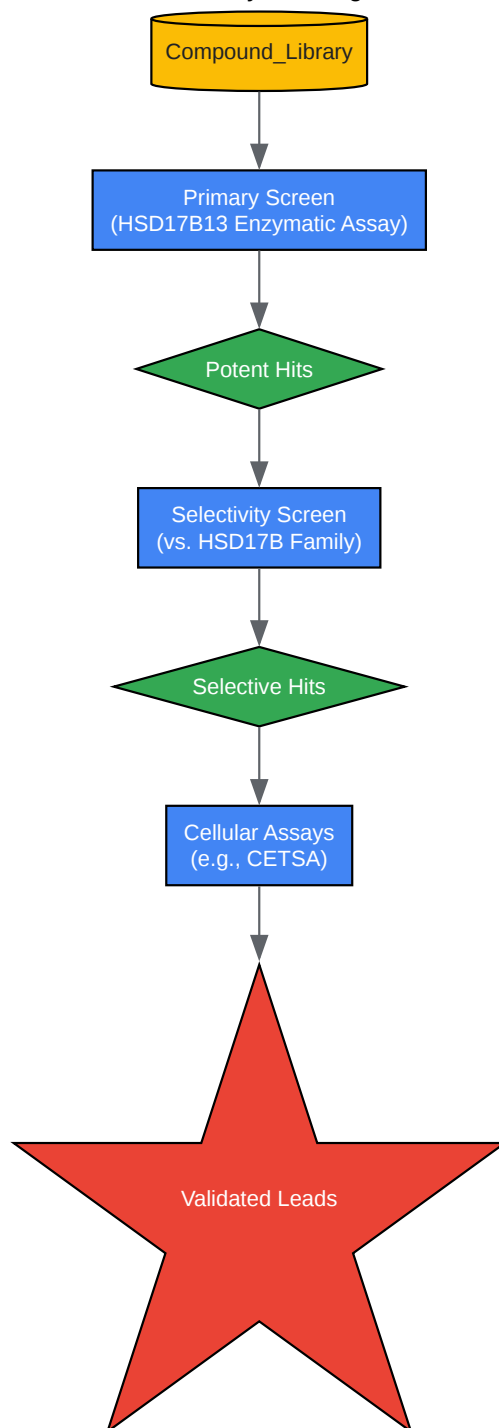 Compound_Library
Primary Screen
(HSD17B13 Enzymatic Assay)
Potent Hits
Selectivity Screen
(vs. HSD17B Family)
Selective Hits
Cellular Assays
(e.g., CETSA)
Validated Leads